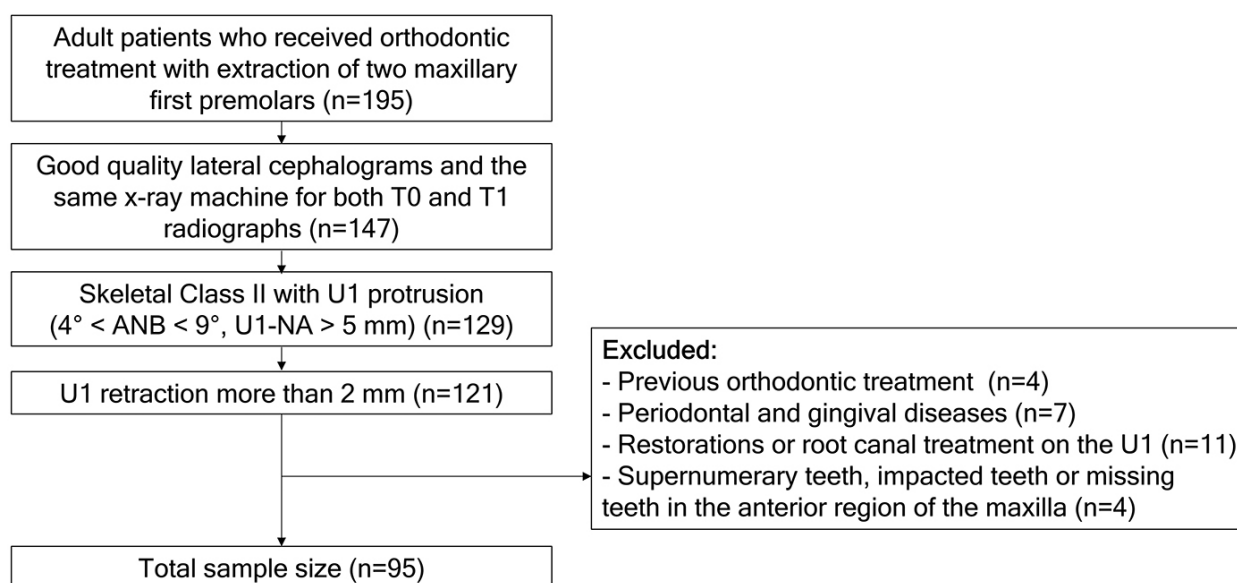 Adult patients who received orthodontic
treatment with extraction of two maxillary
first premolars (n=195)
Good quality lateral cephalograms and the
same x-ray machine for both T0 and T1
radiographs (n=147)
Skeletal Class II with U1 protrusion
(4° < ANB < 9°, U1-NA > 5 mm) (n=129)
U1 retraction more than 2 mm (n=121)
Excluded:
- Previous orthodontic treatment (n=4)
- Periodontal and gingival diseases (n=7)
- Restorations or root canal treatment on the U1 (n=11)
- Supernumerary teeth, impacted teeth or missing
teeth in the anterior region of the maxilla (n=4)
Total sample size (n=95)